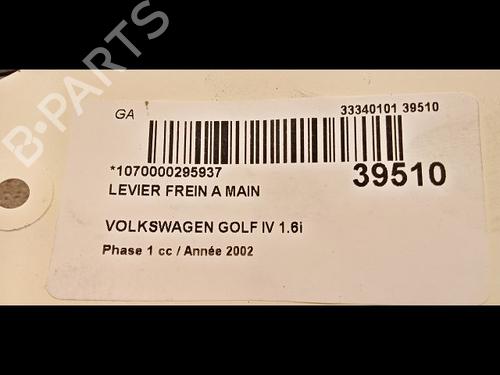 B-PARTS
GA
33340101 39510
*1070000295937
39510
LEVIER FREIN A MAIN
VOLKSWAGEN GOLF IV 1.6i
Phase 1 cc / Année 2002